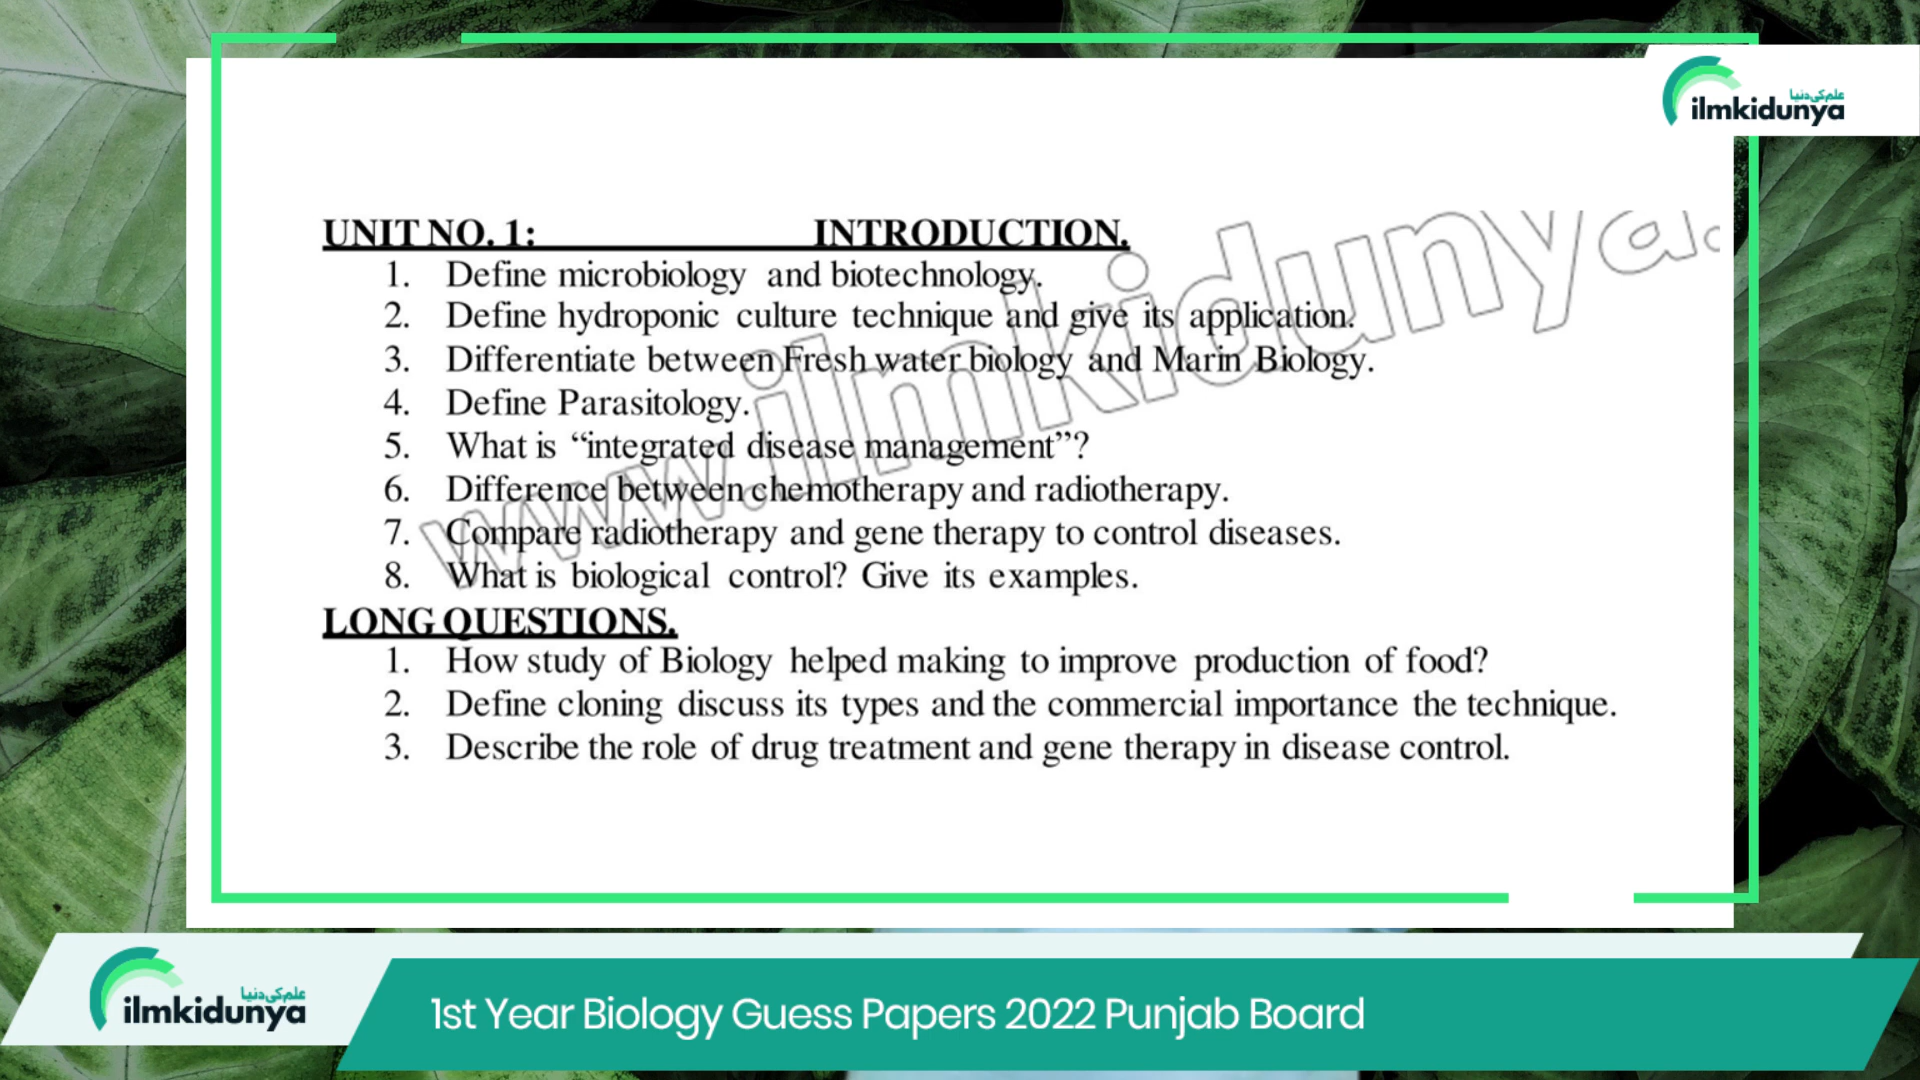 علم کی دنیا
ilmkidunya
UNIT NO. 1: INTRODUCTION.
1. Define microbiology and biotechnology.
2. Define hydroponic culture technique and give its application.
3. Differentiate between Fresh water biology and Marin Biology.
4. Define Parasitology.
5. What is “integrated disease management”?
6. Difference between chemotherapy and radiotherapy.
7. Compare radiotherapy and gene therapy to control diseases.
8. What is biological control? Give its examples.
www.ilmkidunya.c
LONG QUESTIONS.
1. How study of Biology helped making to improve production of food?
2. Define cloning discuss its types and the commercial importance the technique.
3. Describe the role of drug treatment and gene therapy in disease control.
علم کی دنیا
ilmkidunya
1st Year Biology Guess Papers 2022 Punjab Board